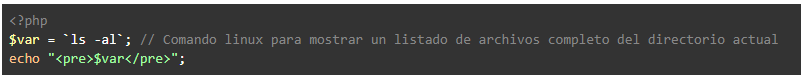 <?php
$var = `ls -al`; // Comando linux para mostrar un listado de archivos completo del directorio actual
echo "<pre>$var</pre>";